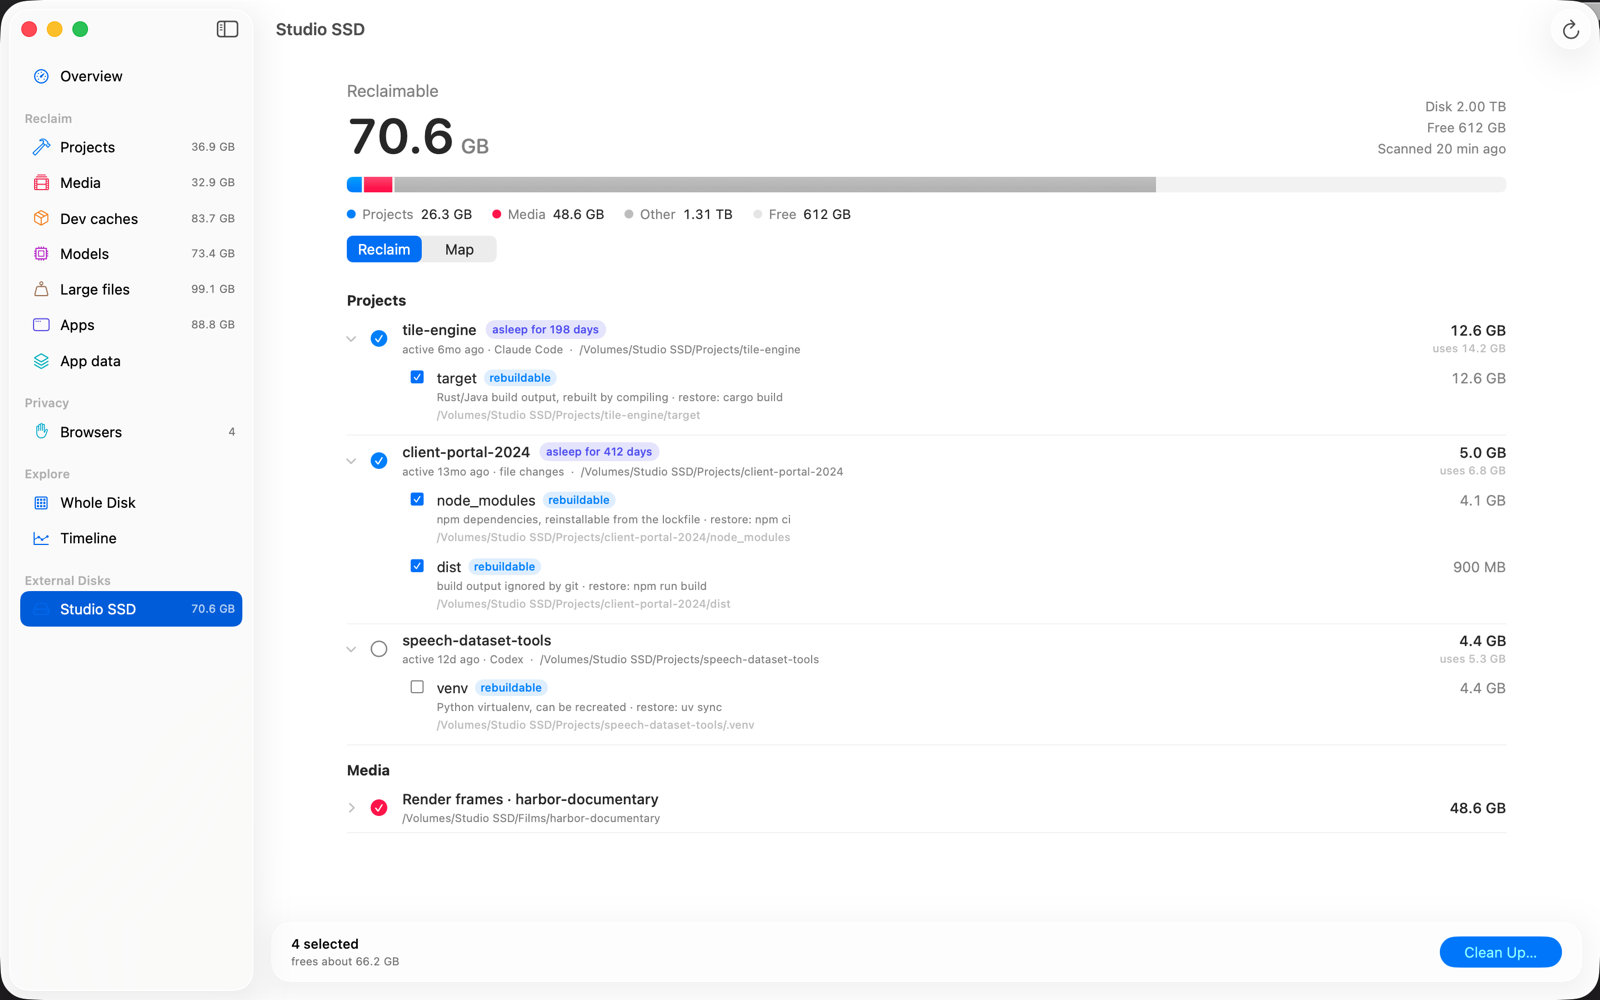 Studio SSD
Overview
Reclaim
Projects 36.9 GB
Media 32.9 GB
Dev caches 83.7 GB
Models 73.4 GB
Large files 99.1 GB
Apps 88.8 GB
App data
Privacy
Browsers 4
Explore
Whole Disk
Timeline
External Disks
Studio SSD 70.6 GB
Reclaimable
70.6 GB
Disk 2.00 TB
Free 612 GB
Scanned 20 min ago
Projects 26.3 GB Media 48.6 GB Other 1.31 TB Free 612 GB
Reclaim Map
Projects
tile-engine asleep for 198 days 12.6 GB
active 6mo ago · Claude Code · /Volumes/Studio SSD/Projects/tile-engine uses 14.2 GB
target rebuildable 12.6 GB
Rust/Java build output, rebuilt by compiling · restore: cargo build
/Volumes/Studio SSD/Projects/tile-engine/target
client-portal-2024 asleep for 412 days 5.0 GB
active 13mo ago · file changes · /Volumes/Studio SSD/Projects/client-portal-2024 uses 6.8 GB
node_modules rebuildable 4.1 GB
npm dependencies, reinstallable from the lockfile · restore: npm ci
/Volumes/Studio SSD/Projects/client-portal-2024/node_modules
dist rebuildable 900 MB
build output ignored by git · restore: npm run build
/Volumes/Studio SSD/Projects/client-portal-2024/dist
speech-dataset-tools 4.4 GB
active 12d ago · Codex · /Volumes/Studio SSD/Projects/speech-dataset-tools uses 5.3 GB
venv rebuildable 4.4 GB
Python virtualenv, can be recreated · restore: uv sync
/Volumes/Studio SSD/Projects/speech-dataset-tools/.venv
Media
Render frames · harbor-documentary 48.6 GB
/Volumes/Studio SSD/Films/harbor-documentary
4 selected
frees about 66.2 GB
Clean Up...